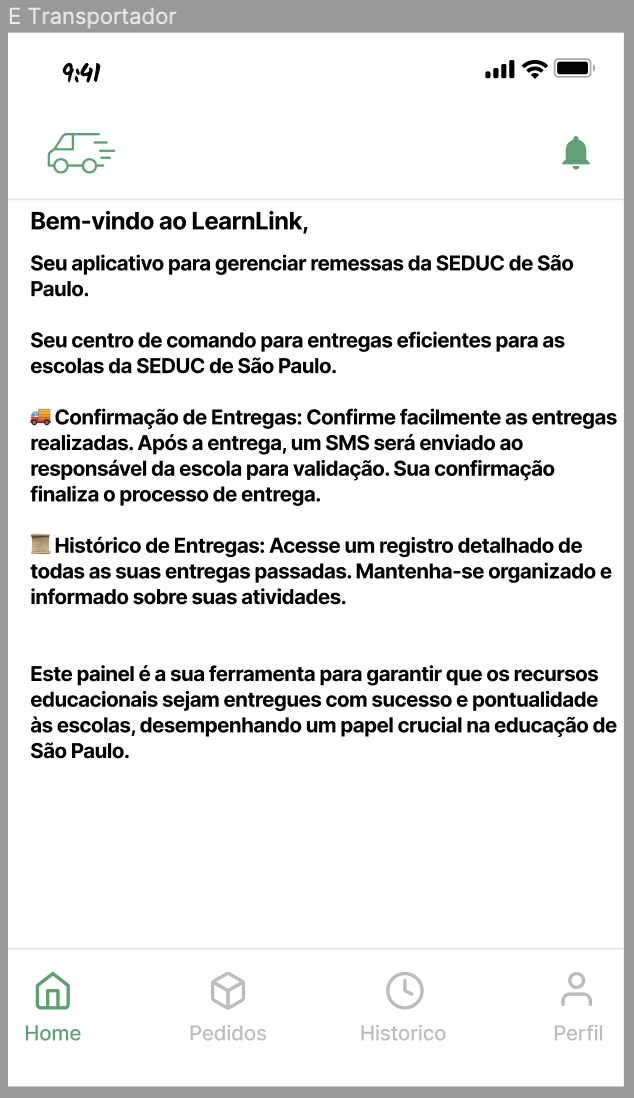 E Transportador
9:41
Bem-vindo ao LearnLink,
Seu aplicativo para gerenciar remessas da SEDUC de São
Paulo.
Seu centro de comando para entregas eficientes para as
escolas da SEDUC de São Paulo.
🚚 Confirmação de Entregas: Confirme facilmente as entregas
realizadas. Após a entrega, um SMS será enviado ao
responsável da escola para validação. Sua confirmação
finaliza o processo de entrega.
📜 Histórico de Entregas: Acesse um registro detalhado de
todas as suas entregas passadas. Mantenha-se organizado e
informado sobre suas atividades.
Este painel é a sua ferramenta para garantir que os recursos
educacionais sejam entregues com sucesso e pontualidade
às escolas, desempenhando um papel crucial na educação de
São Paulo.
Home
Pedidos
Historico
Perfil